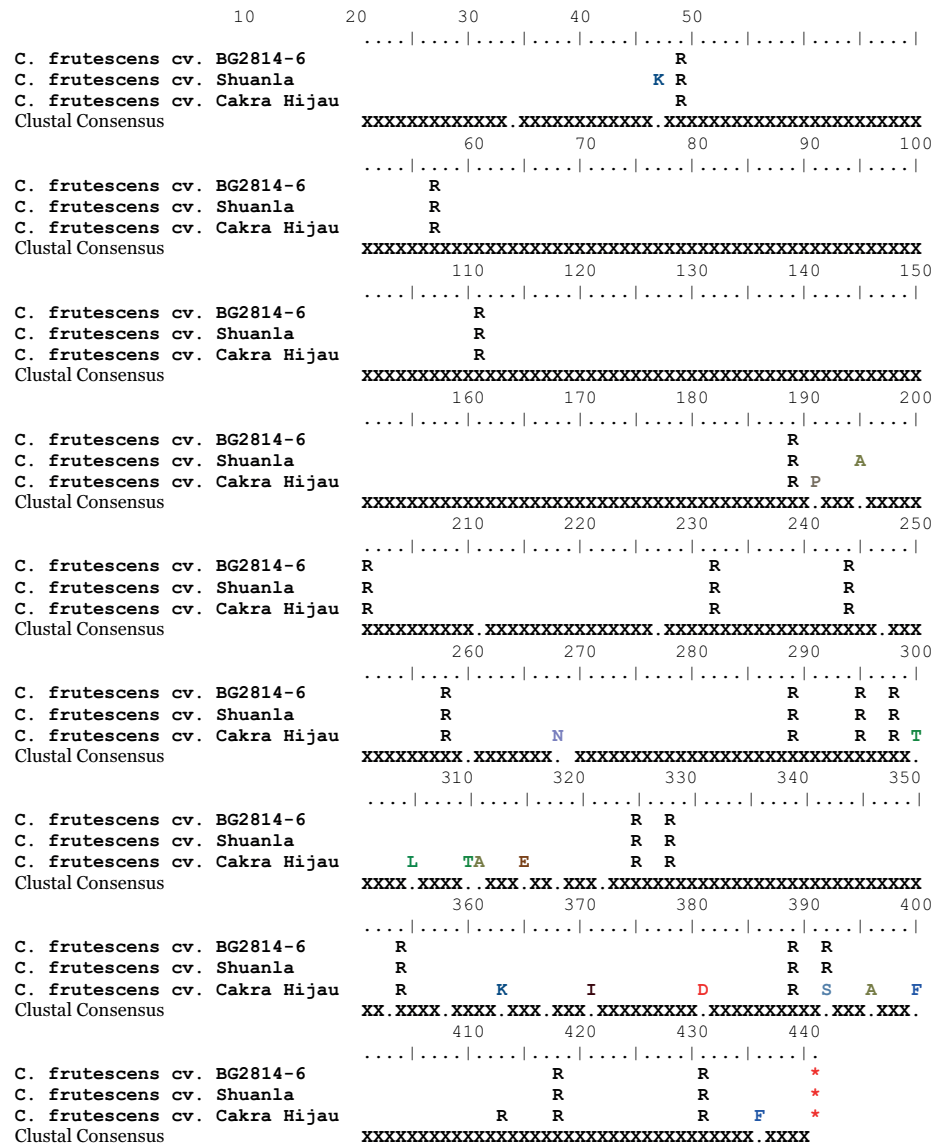 10 20 30 40 50
....|....|....|....|....|....|....|....|....|....|
C. frutescens cv. BG2814-6 R
C. frutescens cv. Shuanla K R
C. frutescens cv. Cakra Hijau R
Clustal Consensus XXXXXXXXXXXXX.XXXXXXXXXXXX.XXXXXXXXXXXXXXXXXXXXXXX
60 70 80 90 100
....|....|....|....|....|....|....|....|....|....|
C. frutescens cv. BG2814-6 R
C. frutescens cv. Shuanla R
C. frutescens cv. Cakra Hijau R
Clustal Consensus XXXXXXXXXXXXXXXXXXXXXXXXXXXXXXXXXXXXXXXXXXXXXXXXXX
110 120 130 140 150
....|....|....|....|....|....|....|....|....|....|
C. frutescens cv. BG2814-6 R
C. frutescens cv. Shuanla R
C. frutescens cv. Cakra Hijau R
Clustal Consensus XXXXXXXXXXXXXXXXXXXXXXXXXXXXXXXXXXXXXXXXXXXXXXXXXX
160 170 180 190 200
....|....|....|....|....|....|....|....|....|....|
C. frutescens cv. BG2814-6 R
C. frutescens cv. Shuanla R A
C. frutescens cv. Cakra Hijau R P
Clustal Consensus XXXXXXXXXXXXXXXXXXXXXXXXXXXXXXXXXXXXXXXX.XXX.XXXXX
210 220 230 240 250
....|....|....|....|....|....|....|....|....|....|
C. frutescens cv. BG2814-6 R R R
C. frutescens cv. Shuanla R R R
C. frutescens cv. Cakra Hijau R R R
Clustal Consensus XXXXXXXXXX.XXXXXXXXXXXXXXX.XXXXXXXXXXXXXXXXXXX.XXX
260 270 280 290 300
....|....|....|....|....|....|....|....|....|....|
C. frutescens cv. BG2814-6 R R R R
C. frutescens cv. Shuanla R R R R
C. frutescens cv. Cakra Hijau R N R R R T
Clustal Consensus XXXXXXXXX.XXXXXXX. XXXXXXXXXXXXXXXXXXXXXXXXXXXXXX.
310 320 330 340 350
....|....|....|....|....|....|....|....|....|....|
C. frutescens cv. BG2814-6 R R
C. frutescens cv. Shuanla R R
C. frutescens cv. Cakra Hijau L TA E R R
Clustal Consensus XXXX.XXXX..XXX.XX.XXX.XXXXXXXXXXXXXXXXXXXXXXXXXXXX
360 370 380 390 400
....|....|....|....|....|....|....|....|....|....|
C. frutescens cv. BG2814-6 R R R
C. frutescens cv. Shuanla R R R
C. frutescens cv. Cakra Hijau R K I D R S A F
Clustal Consensus XX.XXXX.XXXX.XXX.XXX.XXXXXXXXX.XXXXXXXXXX.XXX.XXX.
410 420 430 440
....|....|....|....|....|....|....|....|.
C. frutescens cv. BG2814-6 R R *
C. frutescens cv. Shuanla R R *
C. frutescens cv. Cakra Hijau R R R F *
Clustal Consensus XXXXXXXXXXXXXXXXXXXXXXXXXXXXXXXXXXX.XXXX